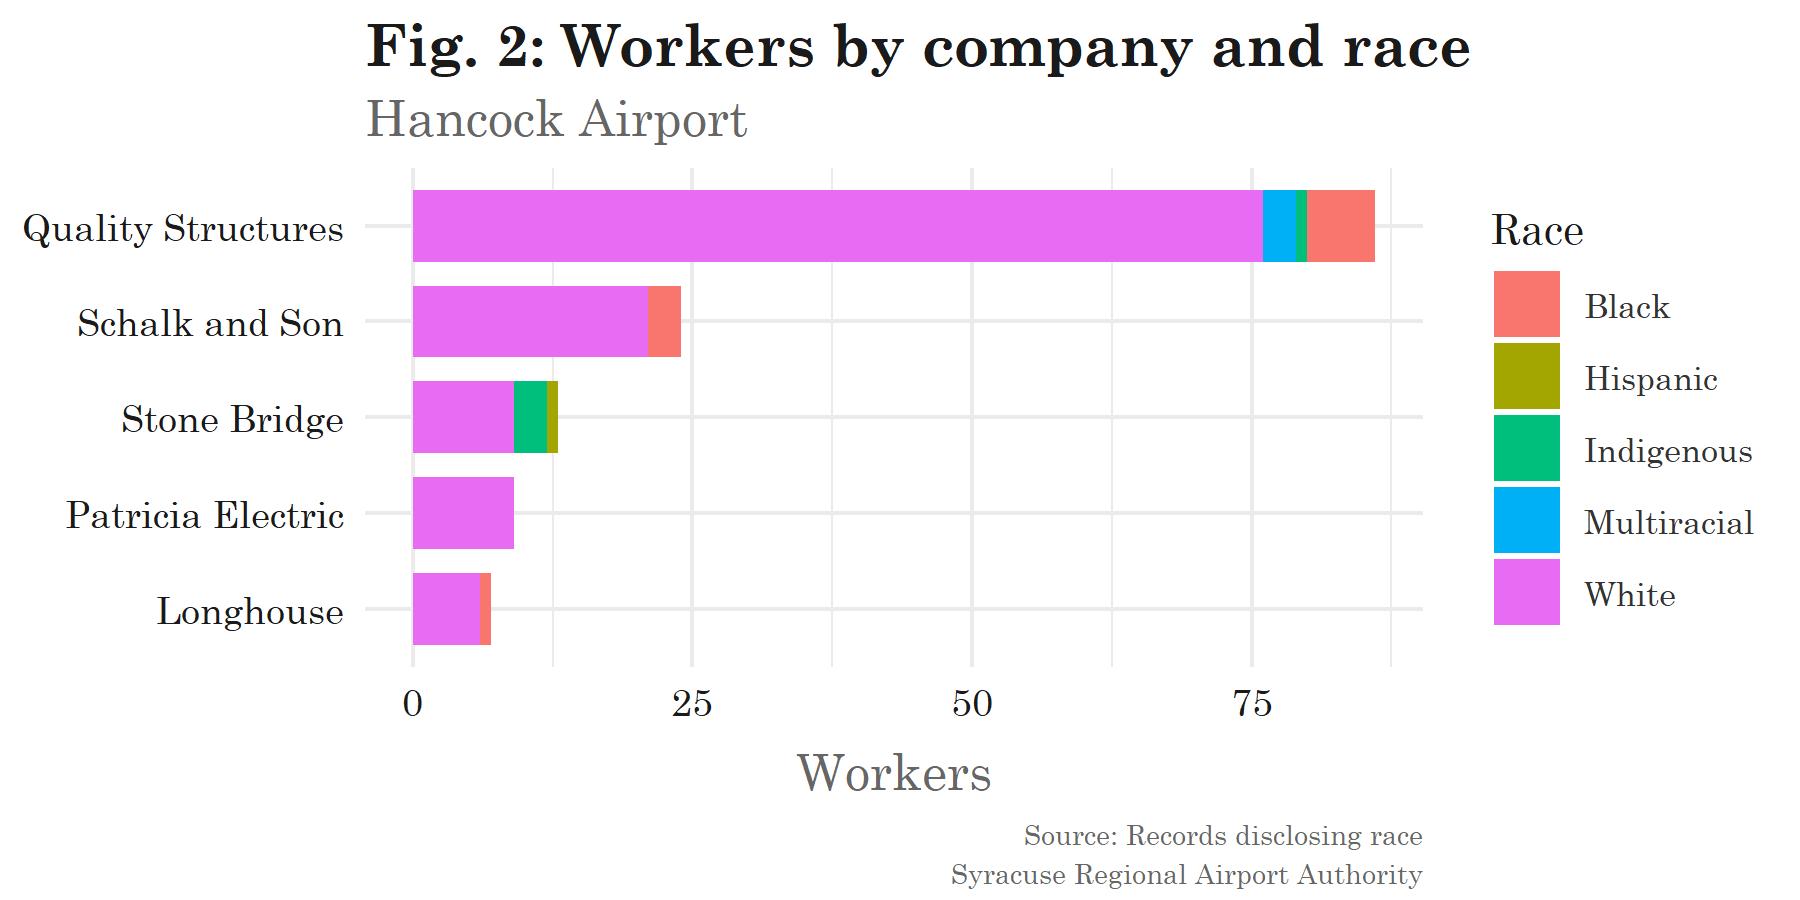 Fig. 2: Workers by company and race
Hancock Airport
Quality Structures
Schalk and Son
Stone Bridge
Patricia Electric
Longhouse
0 25 50 75
Workers
Race
Black
Hispanic
Indigenous
Multiracial
White
Source: Records disclosing race
Syracuse Regional Airport Authority